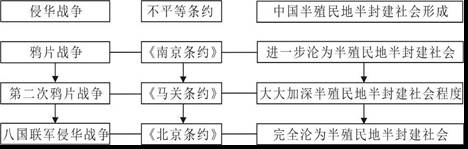 侵华战争 不平等条约 中国半殖民地半封建社会形成
鸦片战争 《南京条约》 进一步沦为半殖民地半封建社会
第二次鸦片战争 《马关条约》 大大加深半殖民地半封建社会程度
八国联军侵华战争 《北京条约》 完全沦为半殖民地半封建社会